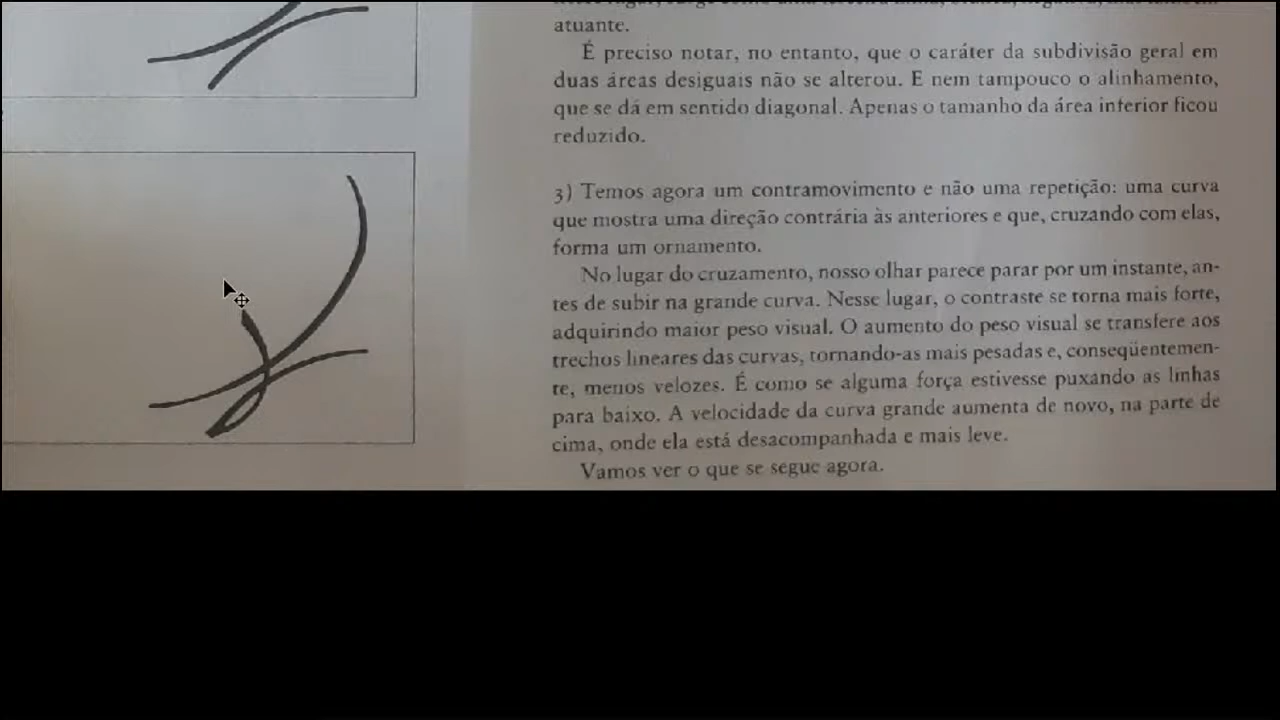 atuante.
É preciso notar, no entanto, que o caráter da subdivisão geral em
duas áreas desiguais não se alterou. E nem tampouco o alinhamento,
que se dá em sentido diagonal. Apenas o tamanho da área inferior ficou
reduzido.
3) Temos agora um contramovimento e não uma repetição: uma curva
que mostra uma direção contrária às anteriores e que, cruzando com elas,
forma um ornamento.
No lugar do cruzamento, nosso olhar parece parar por um instante, an-
tes de subir na grande curva. Nesse lugar, o contraste se torna mais forte,
adquirindo maior peso visual. O aumento do peso visual se transfere aos
trechos lineares das curvas, tornando-as mais pesadas e, conseqüentemen-
te, menos velozes. É como se alguma força estivesse puxando as linhas
para baixo. A velocidade da curva grande aumenta de novo, na parte de
cima, onde ela está desacompanhada e mais leve.
Vamos ver o que se segue agora.